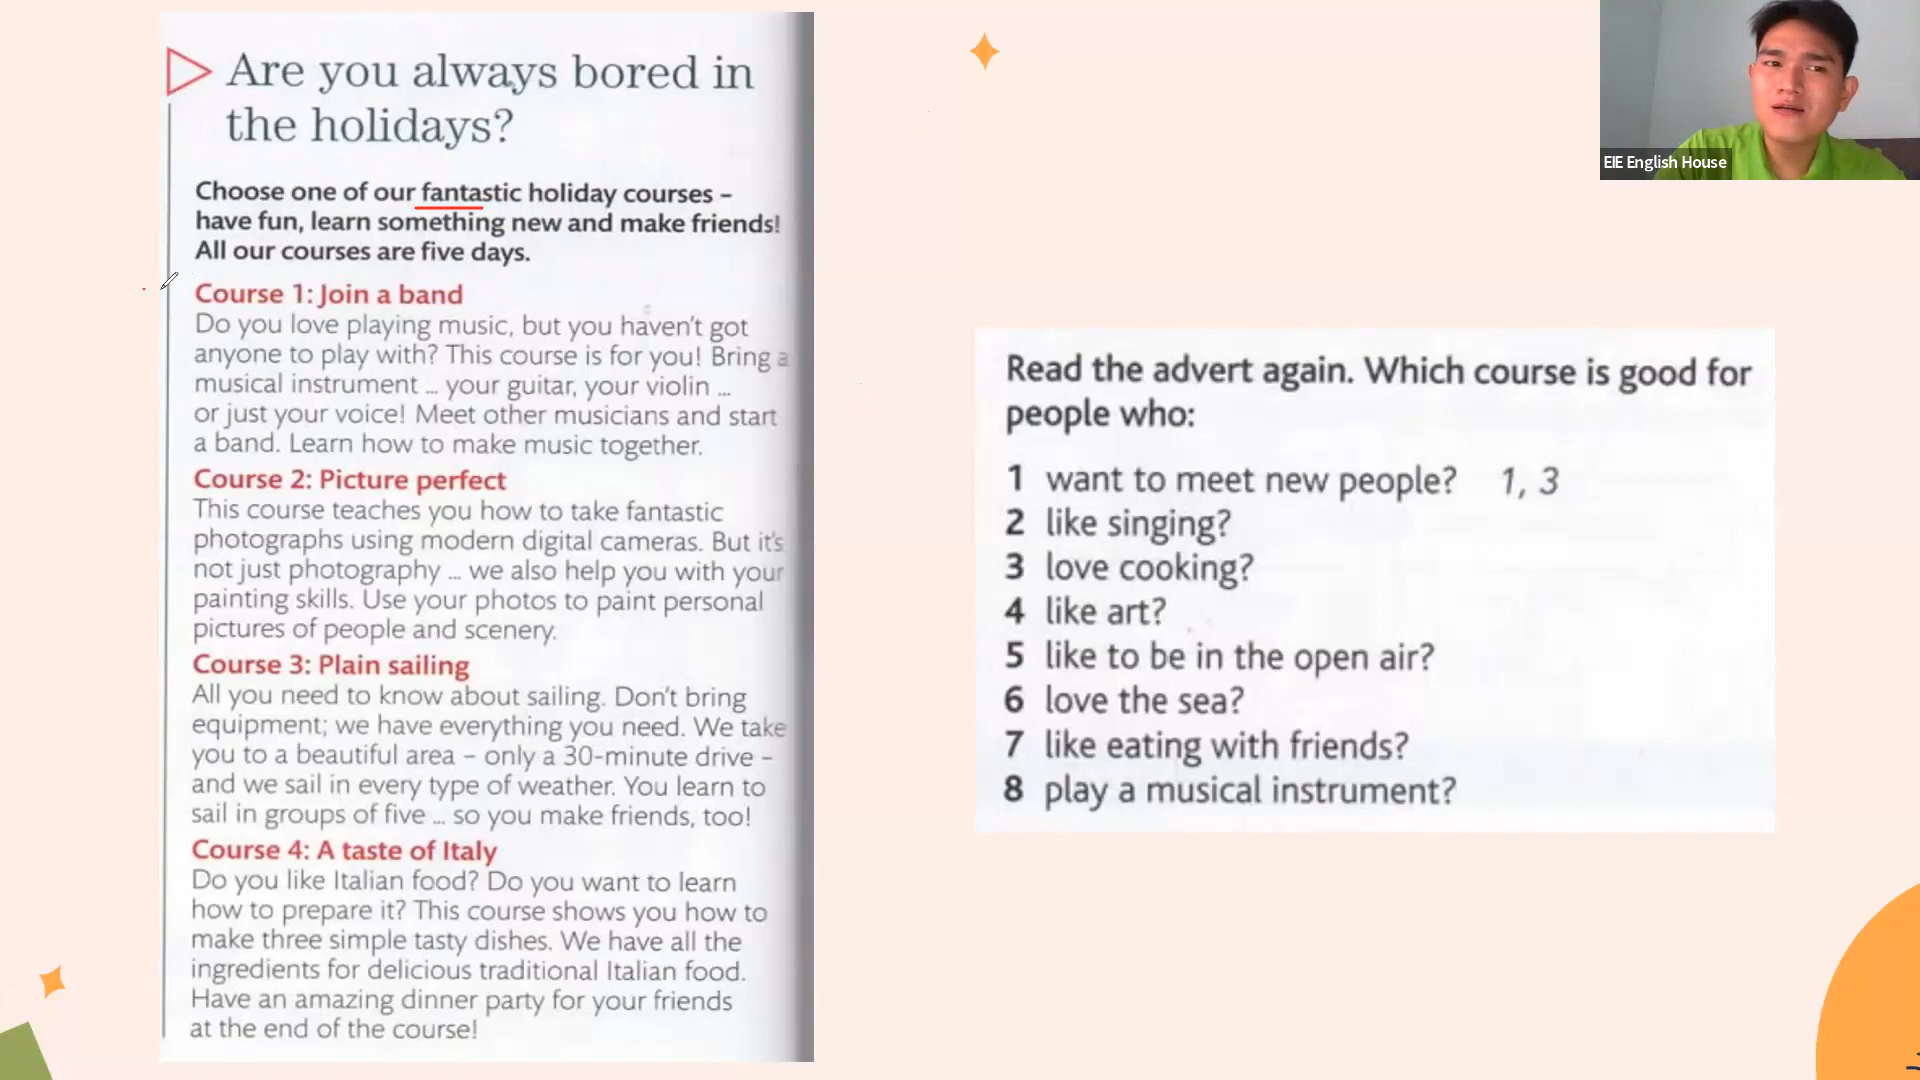 Are you always bored in
the holidays?
Choose one of our fantastic holiday courses –
have fun, learn something new and make friends!
All our courses are five days.
Course 1: Join a band
Do you love playing music, but you haven't got
anyone to play with? This course is for you! Bring a
musical instrument ... your guitar, your violin ...
or just your voice! Meet other musicians and start
a band. Learn how to make music together.
Course 2: Picture perfect
This course teaches you how to take fantastic
photographs using modern digital cameras. But it's
not just photography ... we also help you with your
painting skills. Use your photos to paint personal
pictures of people and scenery.
Course 3: Plain sailing
All you need to know about sailing. Don't bring
equipment; we have everything you need. We take
you to a beautiful area – only a 30-minute drive –
and we sail in every type of weather. You learn to
sail in groups of five ... so you make friends, too!
Course 4: A taste of Italy
Do you like Italian food? Do you want to learn
how to prepare it? This course shows you how to
make three simple tasty dishes. We have all the
ingredients for delicious traditional Italian food.
Have an amazing dinner party for your friends
at the end of the course!
Read the advert again. Which course is good for
people who:
1 want to meet new people? 1, 3
2 like singing?
3 love cooking?
4 like art?
5 like to be in the open air?
6 love the sea?
7 like eating with friends?
8 play a musical instrument?
EIE English House